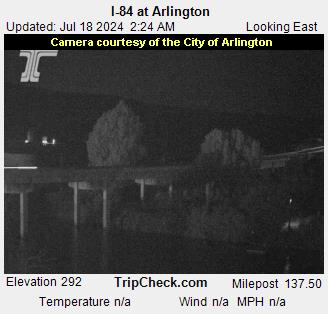 I-84 at Arlington
Updated: Jul 18 2024 2:24 AM Looking East
Camera courtesy of the City of Arlington
Elevation 292 TripCheck.com Milepost 137.50
Temperature n/a Wind n/a MPH n/a